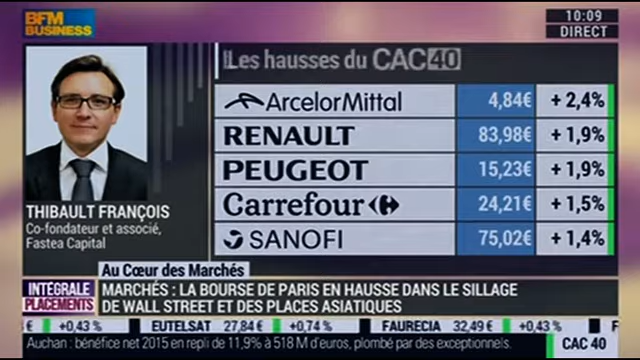 BFM
BUSINESS
10:09
DIRECT
Les hausses du CAC40
ArcelorMittal 4,84€ + 2,4%
RENAULT 83,98€ + 1,9%
PEUGEOT 15,23€ + 1,9%
Carrefour 24,21€ + 1,5%
SANOFI 75,02€ + 1,4%
THIBAULT FRANÇOIS
Co-fondateur et associé,
Fastea Capital
Au Cœur des Marchés
INTÉGRALE
PLACEMENTS
MARCHÉS : LA BOURSE DE PARIS EN HAUSSE DANS LE SILLAGE
DE WALL STREET ET DES PLACES ASIATIQUES
€ +0,43 % EUTELSAT 27,84 € +0,74 % FAURECIA 32,49 € +0,43 %
Auchan : bénéfice net 2015 en repli de 11,9% à 518 M d'euros, plombé par des exceptionnels.
CAC 40